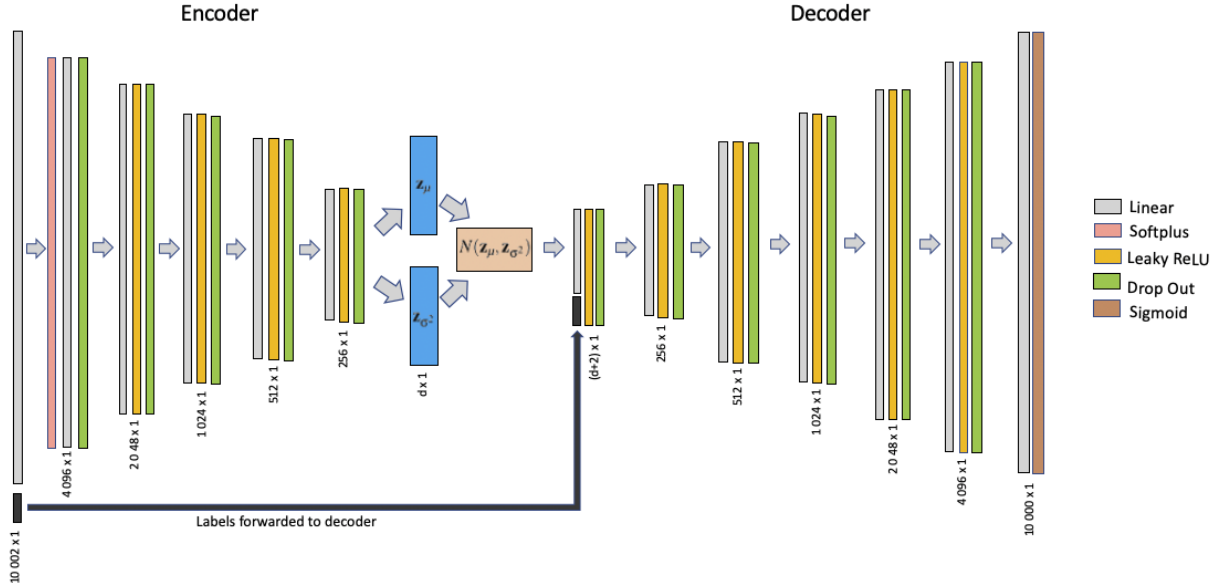 Encoder
Decoder
10 002 x 1
4 096 x 1
2 0 48 x 1
1 024 x 1
512 x 1
256 x 1
z_μ
z_σ²
d x 1
N(z_μ, z_σ²)
(d+2) x 1
256 x 1
512 x 1
1 024 x 1
2 0 48 x 1
4 096 x 1
10 000 x 1
Labels forwarded to decoder
Linear
Softplus
Leaky ReLU
Drop Out
Sigmoid